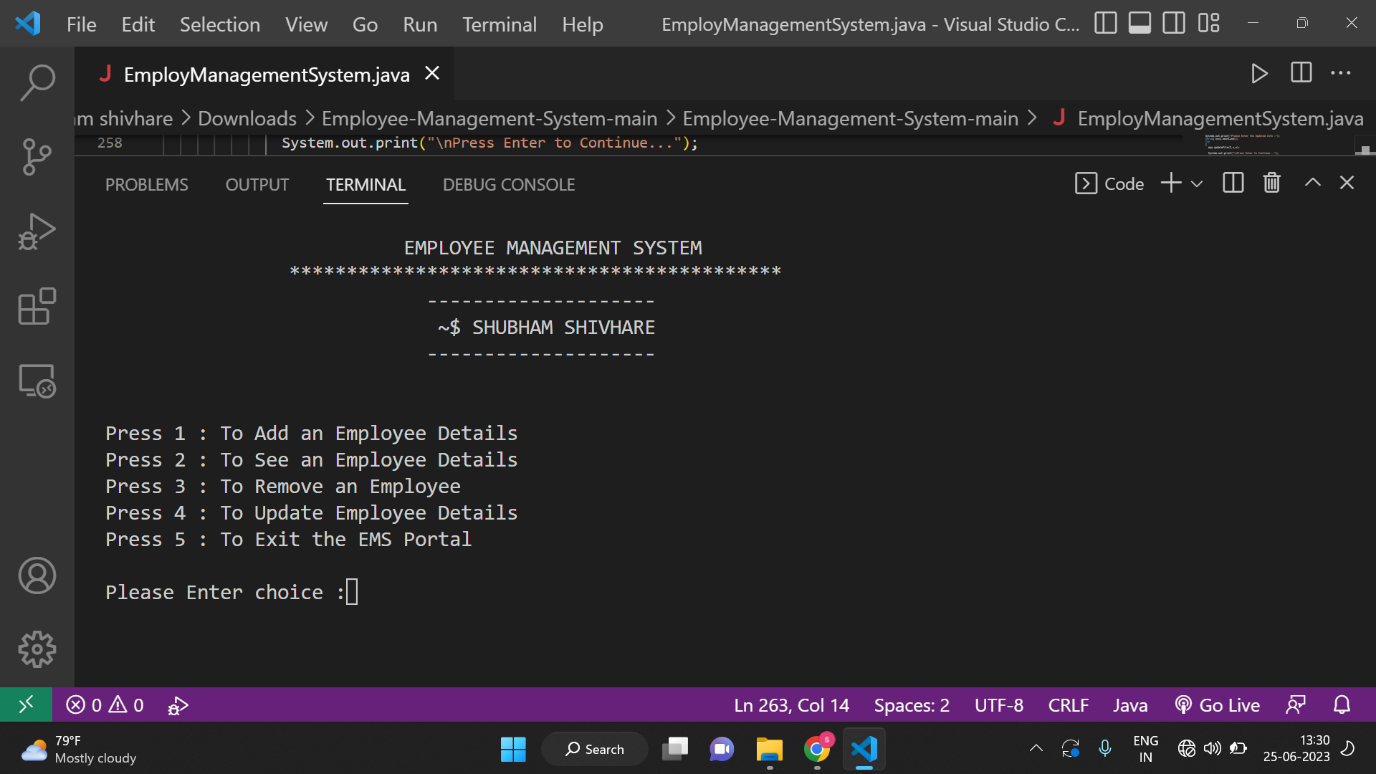 File Edit Selection View Go Run Terminal Help EmployManagementSystem.java - Visual Studio C...
J EmployManagementSystem.java
am shivhare > Downloads > Employee-Management-System-main > Employee-Management-System-main > J EmployManagementSystem.java
258 System.out.print("\nPress Enter to Continue...");
PROBLEMS OUTPUT TERMINAL DEBUG CONSOLE Code
EMPLOYEE MANAGEMENT SYSTEM
*******************************************
--------------------
~$ SHUBHAM SHIVHARE
--------------------
Press 1 : To Add an Employee Details
Press 2 : To See an Employee Details
Press 3 : To Remove an Employee
Press 4 : To Update Employee Details
Press 5 : To Exit the EMS Portal
Please Enter choice :
0 0 Ln 263, Col 14 Spaces: 2 UTF-8 CRLF Java Go Live
79°F
Mostly cloudy
Search
S
ENG
IN
13:30
25-06-2023